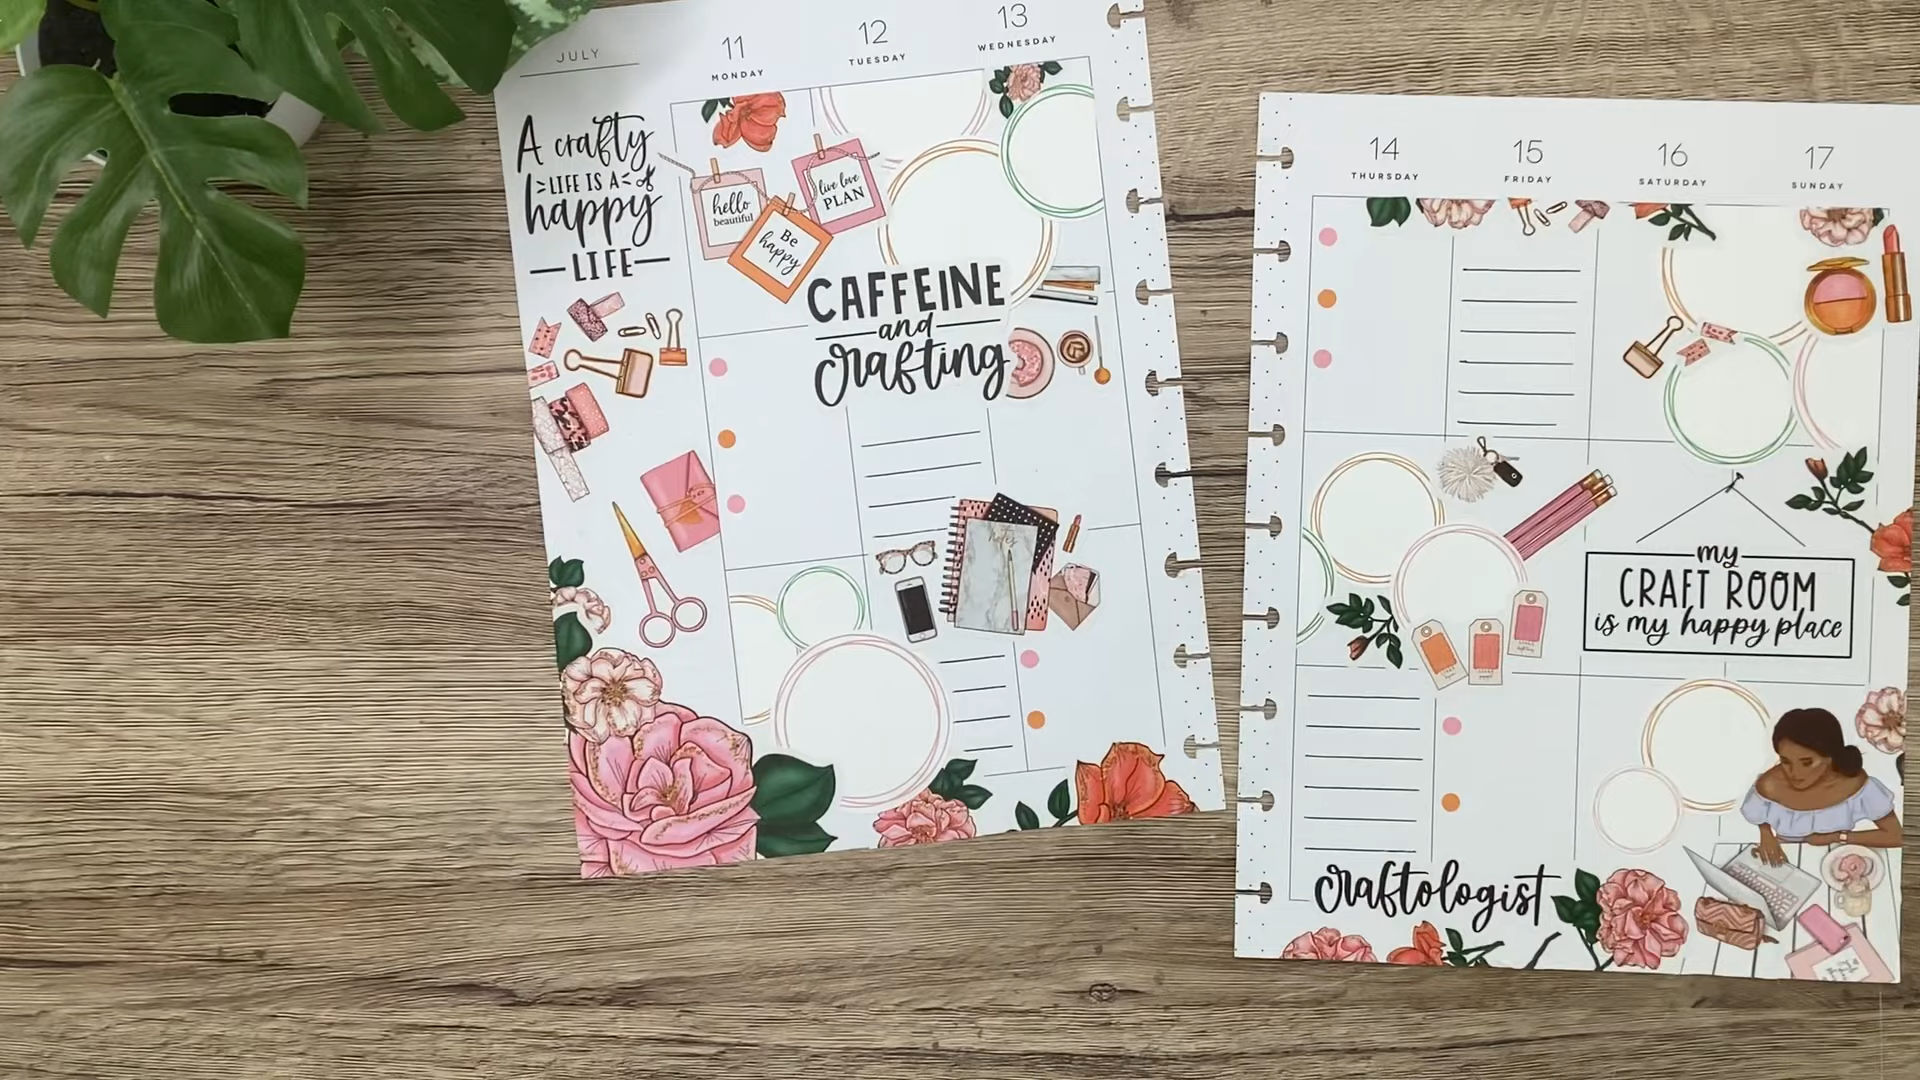 JULY
11
MONDAY
12
TUESDAY
13
WEDNESDAY
A crafty
LIFE IS A
happy
LIFE
hello
beautiful
Be
happy
live love
PLAN
CAFFEINE
and
Crafting
14
THURSDAY
15
FRIDAY
16
SATURDAY
17
SUNDAY
my
CRAFT ROOM
is my happy place
craftologist